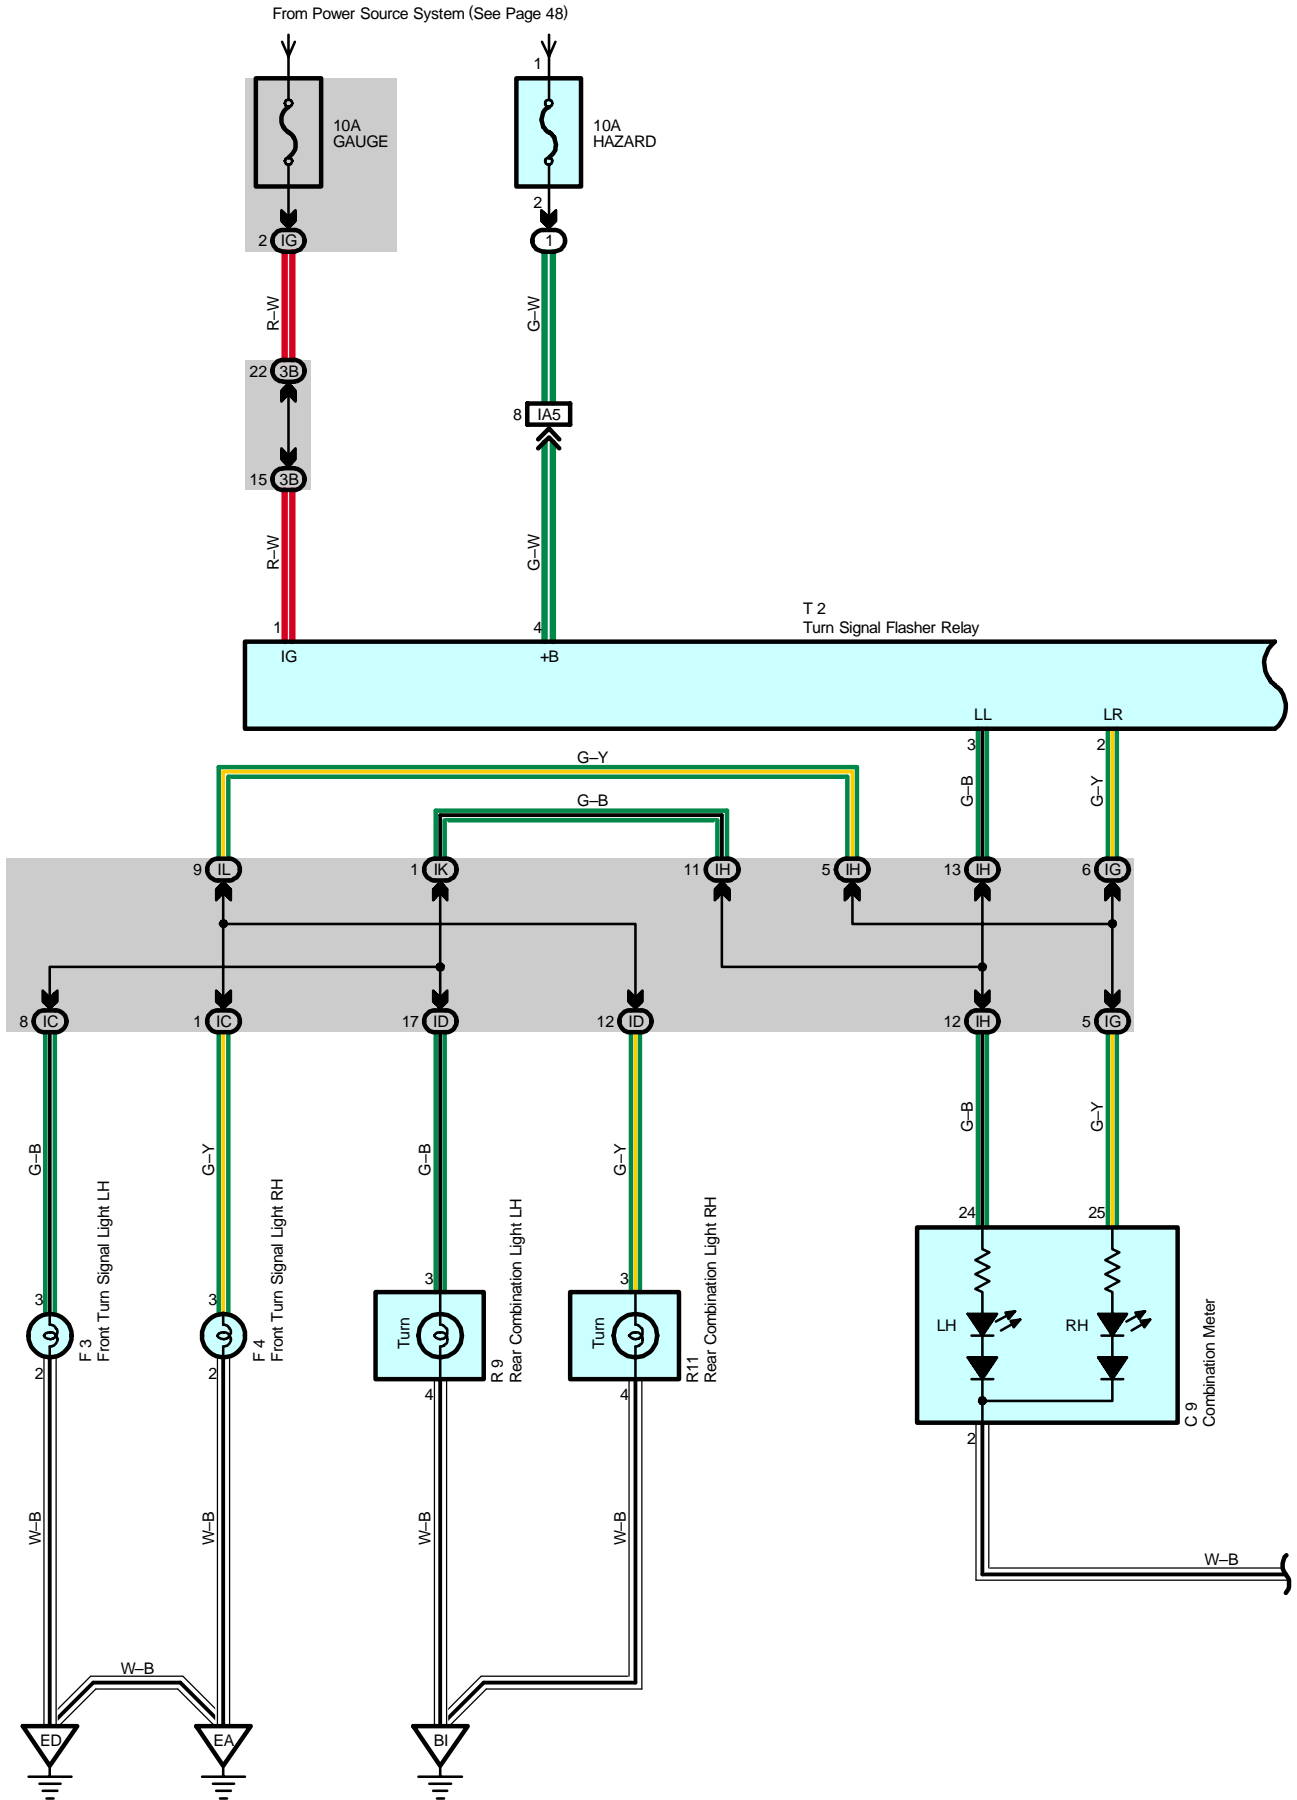 From Power Source System (See Page 48)
1
10A
GAUGE
10A
HAZARD
2
2 IG
1
R–W
G–W
22 3B
8 IA5
15 3B
R–W
G–W
T 2
Turn Signal Flasher Relay
1
4
IG
+B
LL
LR
3
2
G–Y
G–B
G–B
G–Y
9 IL
1 IK
11 IH
5 IH
13 IH
6 IG
8 IC
1 IC
17 ID
12 ID
12 IH
5 IG
G–B
G–Y
G–B
G–Y
G–B
G–Y
24
25
3
3
3
3
F 3
Front Turn Signal Light LH
F 4
Front Turn Signal Light RH
Turn
R 9
Rear Combination Light LH
Turn
R11
Rear Combination Light RH
LH
RH
C 9
Combination Meter
2
2
4
4
2
W–B
W–B
W–B
W–B
W–B
W–B
ED
EA
BI